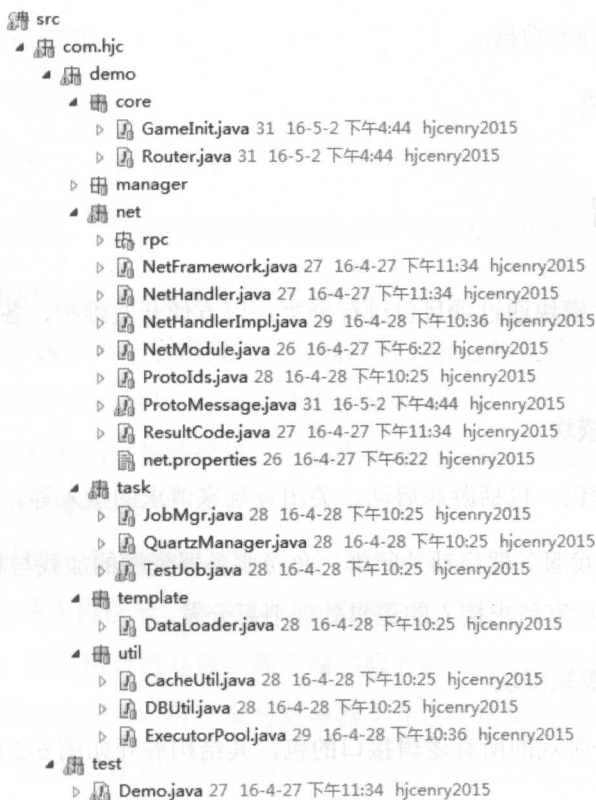 src
com.hjc
demo
core
GameInit.java 31 16-5-2 下午4:44 hjcenry2015
Router.java 31 16-5-2 下午4:44 hjcenry2015
manager
net
rpc
NetFramework.java 27 16-4-27 下午11:34 hjcenry2015
NetHandler.java 27 16-4-27 下午11:34 hjcenry2015
NetHandlerImpl.java 29 16-4-28 下午10:36 hjcenry2015
NetModule.java 26 16-4-27 下午6:22 hjcenry2015
ProtoIds.java 28 16-4-28 下午10:25 hjcenry2015
ProtoMessage.java 31 16-5-2 下午4:44 hjcenry2015
ResultCode.java 27 16-4-27 下午11:34 hjcenry2015
net.properties 26 16-4-27 下午6:22 hjcenry2015
task
JobMgr.java 28 16-4-28 下午10:25 hjcenry2015
QuartzManager.java 28 16-4-28 下午10:25 hjcenry2015
TestJob.java 28 16-4-28 下午10:25 hjcenry2015
template
DataLoader.java 28 16-4-28 下午10:25 hjcenry2015
util
CacheUtil.java 28 16-4-28 下午10:25 hjcenry2015
DBUtil.java 28 16-4-28 下午10:25 hjcenry2015
ExecutorPool.java 29 16-4-28 下午10:36 hjcenry2015
test
Demo.java 27 16-4-27 下午11:34 hjcenry2015